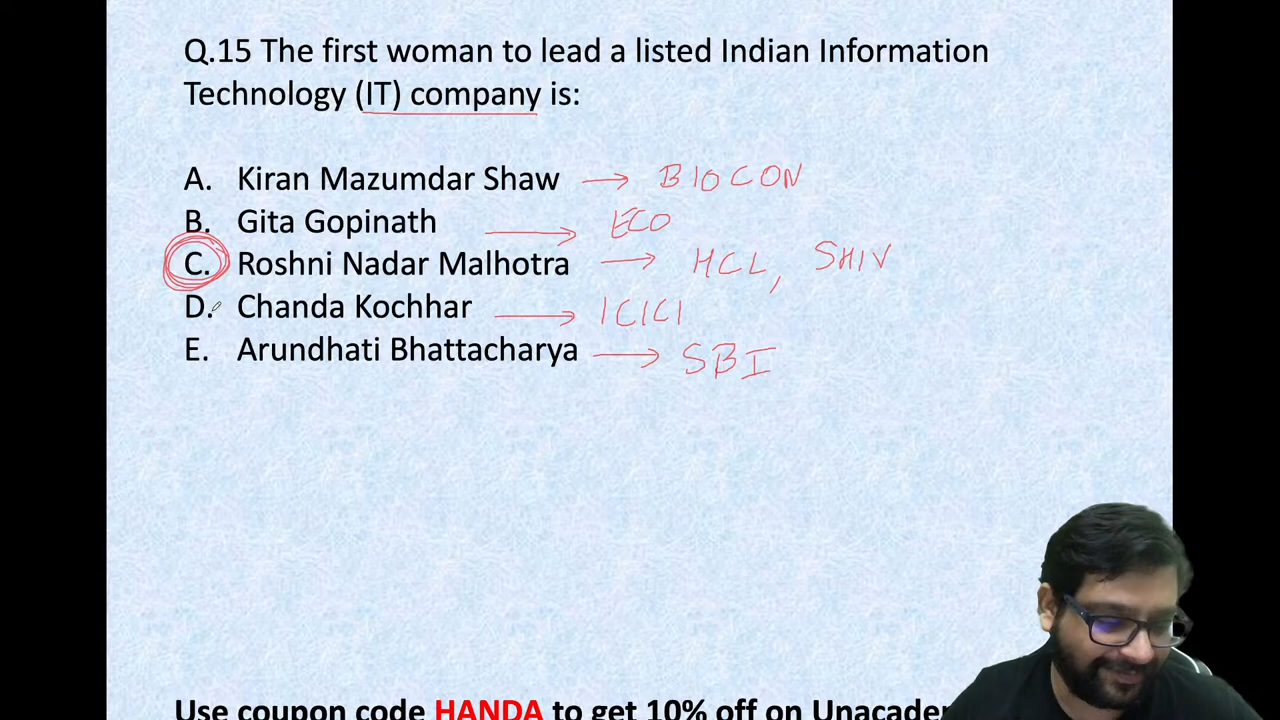 Q.15 The first woman to lead a listed Indian Information
Technology (IT) company is:
A. Kiran Mazumdar Shaw → BIOCON
B. Gita Gopinath → ECO
C. Roshni Nadar Malhotra → HCL, SHIV
D. Chanda Kochhar → ICICI
E. Arundhati Bhattacharya → SBI
Use coupon code HANDA to get 10% off on